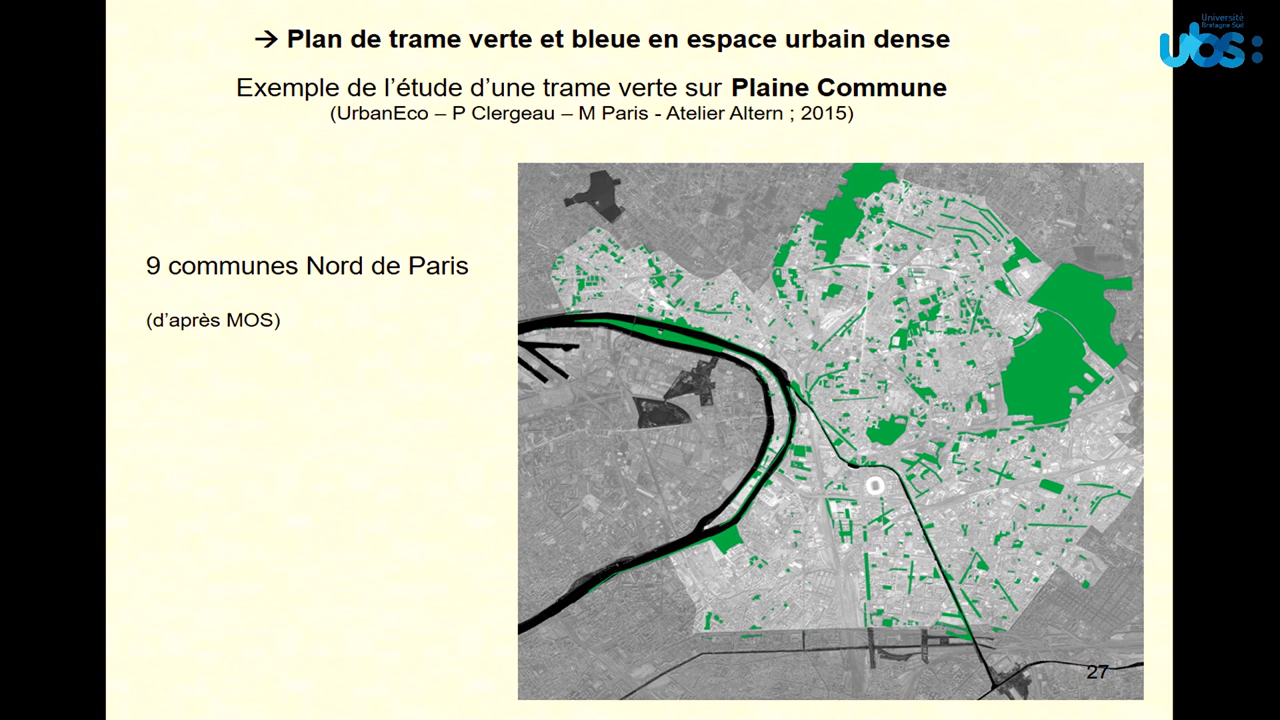 → Plan de trame verte et bleue en espace urbain dense
Exemple de l’étude d’une trame verte sur Plaine Commune
(UrbanEco – P Clergeau – M Paris - Atelier Altern ; 2015)
9 communes Nord de Paris
(d’après MOS)
27
Université
Bretagne Sud
ubs: